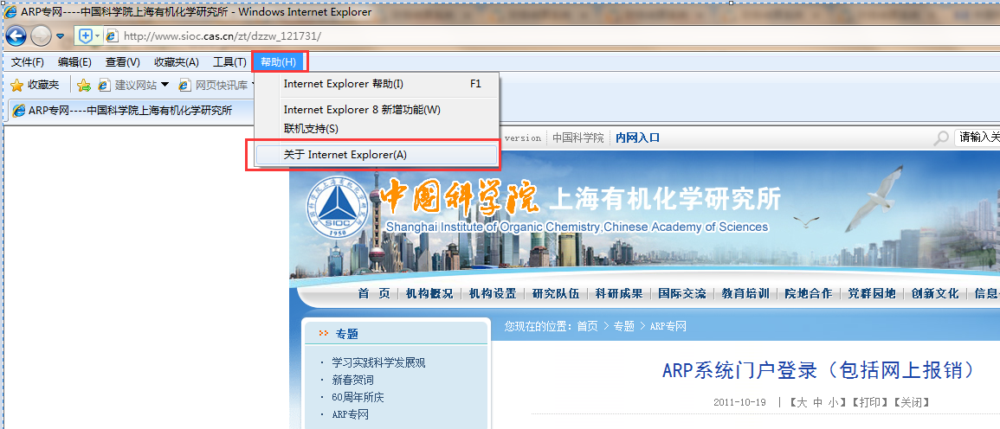 ARP专网----中国科学院上海有机化学研究所 - Windows Internet Explorer
http://www.sioc.cas.cn/zt/dzzw_121731/
文件(F) 编辑(E) 查看(V) 收藏夹(A) 工具(T) 帮助(H)
收藏夹 建议网站 网页快讯库
Internet Explorer 帮助(I) F1
Internet Explorer 8 新增功能(W)
联机支持(S)
关于 Internet Explorer(A)
ARP专网----中国科学院上海有机化学研究所
version 中国科学院 内网入口 请输入关
中国科学院 上海有机化学研究所
Shanghai Institute of Organic Chemistry,Chinese Academy of Sciences
SIOC
1950
首 页 机构概况 机构设置 研究队伍 科研成果 国际交流 教育培训 院地合作 党群园地 创新文化 信息
您现在的位置：首页 > 专题 > ARP专网
专题
· 学习实践科学发展观
· 新春贺词
· 60周年所庆
· ARP专网
ARP系统门户登录（包括网上报销）
2011-10-19 | 【大 中 小】【打印】【关闭】